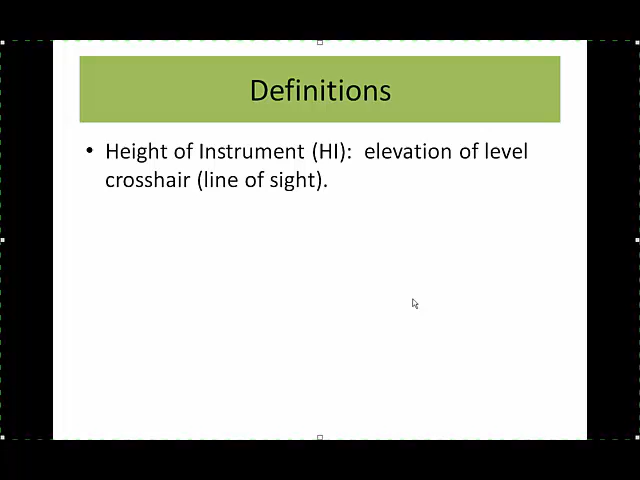 Definitions
• Height of Instrument (HI):  elevation of level
crosshair (line of sight).